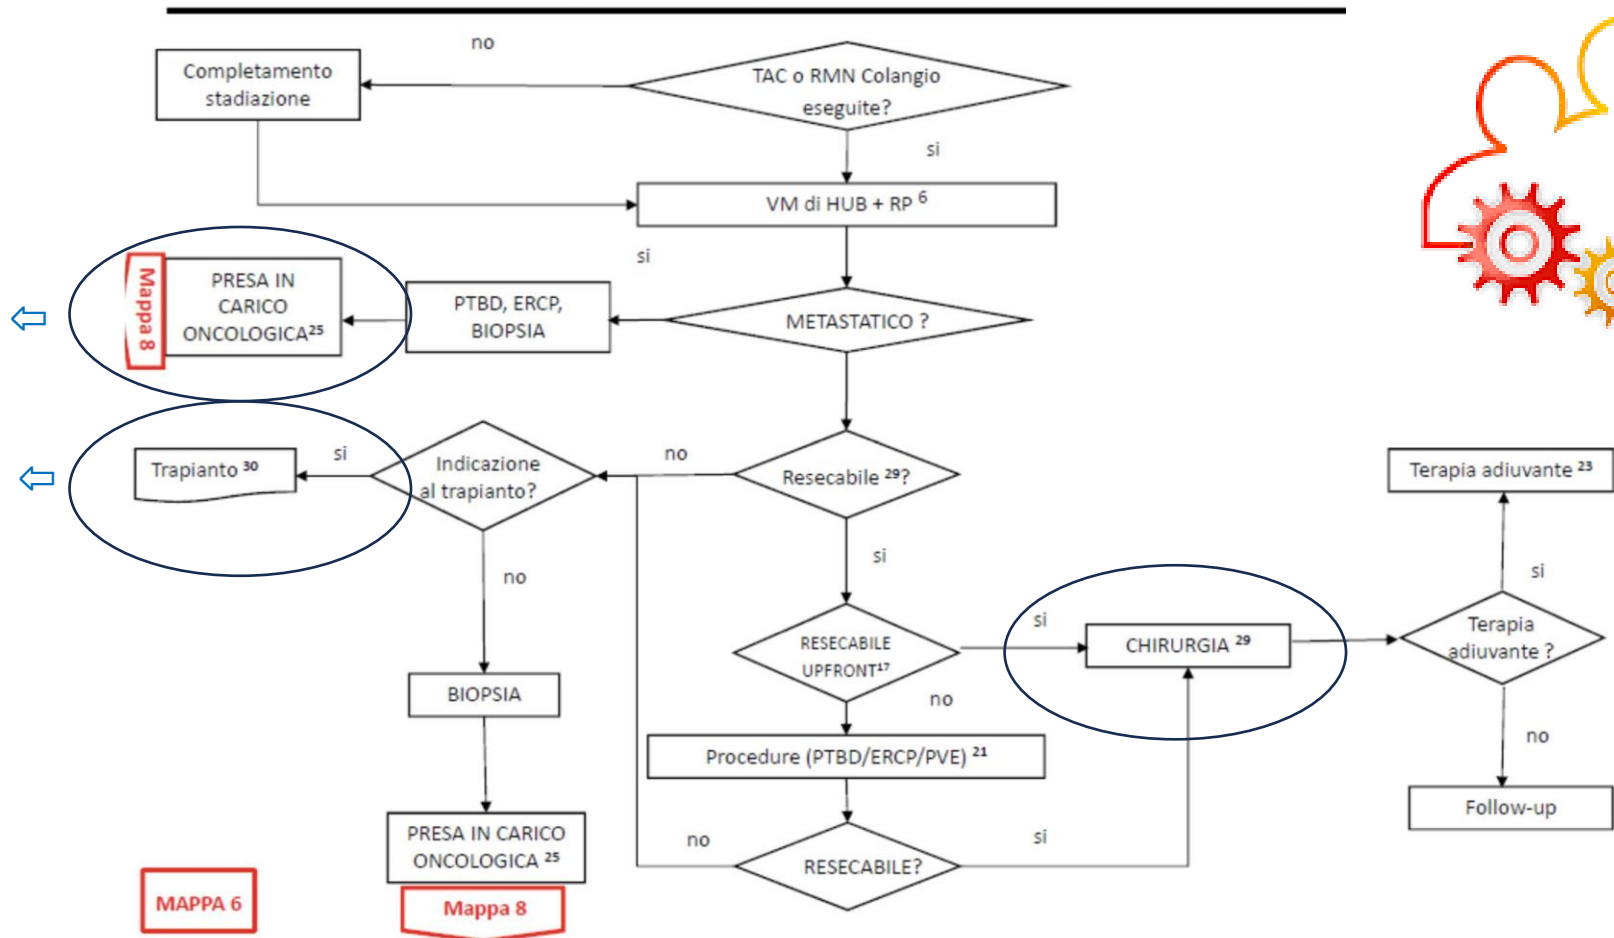 no
Completamento
stadiazione
TAC o RMN Colangio
eseguite?
si
VM di HUB + RP 6
si
Mappa 8
PRESA IN
CARICO
ONCOLOGICA25
PTBD, ERCP,
BIOPSIA
METASTATICO ?
Trapianto 30
si
Indicazione
al trapianto?
no
Resecabile 29?
Terapia adiuvante 23
no
si
si
RESECABILE
UPFRONT17
si
CHIRURGIA 29
Terapia
adiuvante ?
BIOPSIA
no
no
Procedure (PTBD/ERCP/PVE) 21
Follow-up
PRESA IN CARICO
ONCOLOGICA 25
no
RESECABILE?
si
MAPPA 6
Mappa 8